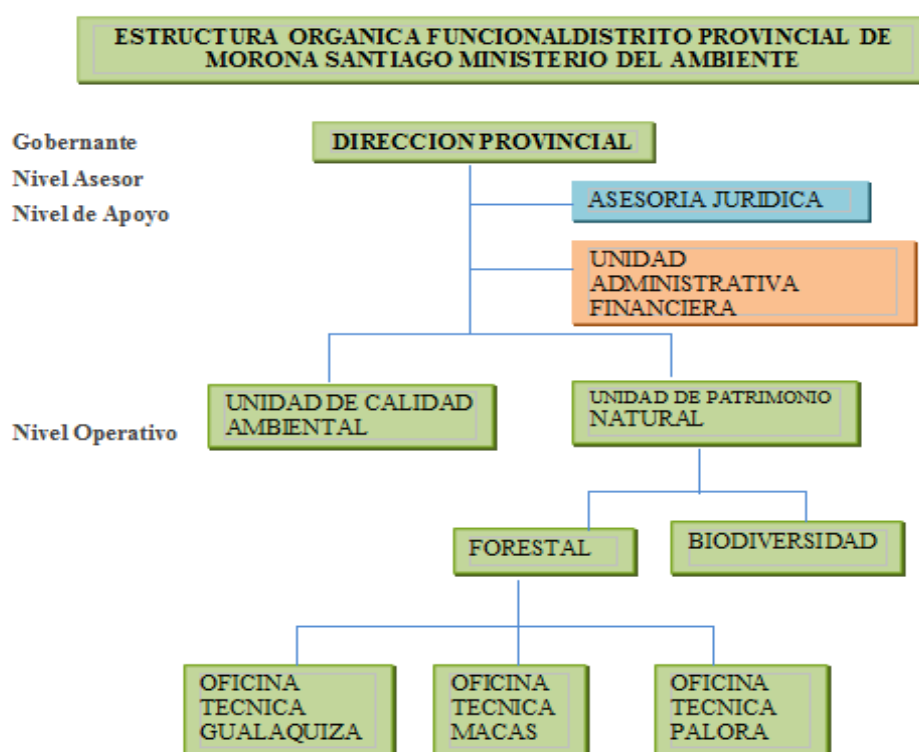 ESTRUCTURA ORGANICA FUNCIONALDISTRITO PROVINCIAL DE
MORONA SANTIAGO MINISTERIO DEL AMBIENTE
Gobernante
DIRECCION PROVINCIAL
Nivel Asesor
ASESORIA JURIDICA
Nivel de Apoyo
UNIDAD
ADMINISTRATIVA
FINANCIERA
UNIDAD DE CALIDAD
AMBIENTAL
UNIDAD DE PATRIMONIO
NATURAL
Nivel Operativo
FORESTAL
BIODIVERSIDAD
OFICINA
TECNICA
GUALAQUIZA
OFICINA
TECNICA
MACAS
OFICINA
TECNICA
PALORA